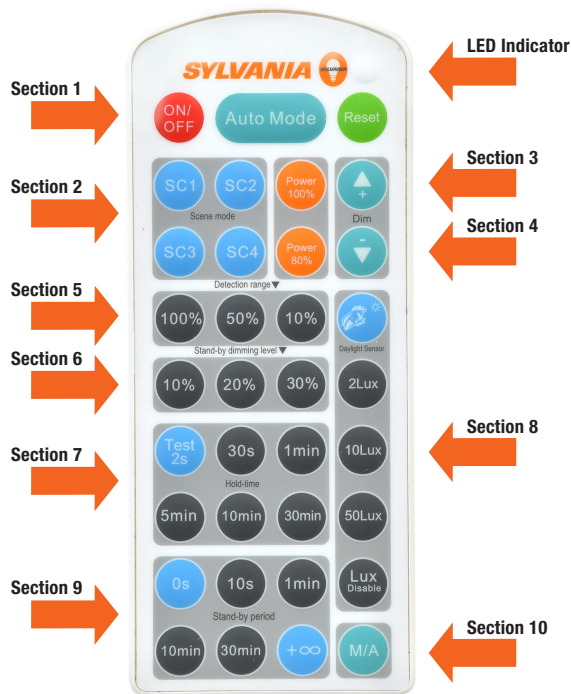 LED Indicator
SYLVANIA
SYLVANIA
Section 1
ON/
OFF
Auto Mode
Reset
Section 2
SC1
SC2
Power
100%
+
Section 3
Scene mode
Dim
SC3
SC4
Power
80%
-
Section 4
Detection range▼
Section 5
100%
50%
10%
Daylight Sensor
Stand-by dimming level▼
Section 6
10%
20%
30%
2Lux
Section 7
Test
2s
30s
1min
10Lux
Section 8
Hold-time
5min
10min
30min
50Lux
Section 9
0s
10s
1min
Lux
Disable
Stand-by period
10min
30min
+∞
M/A
Section 10